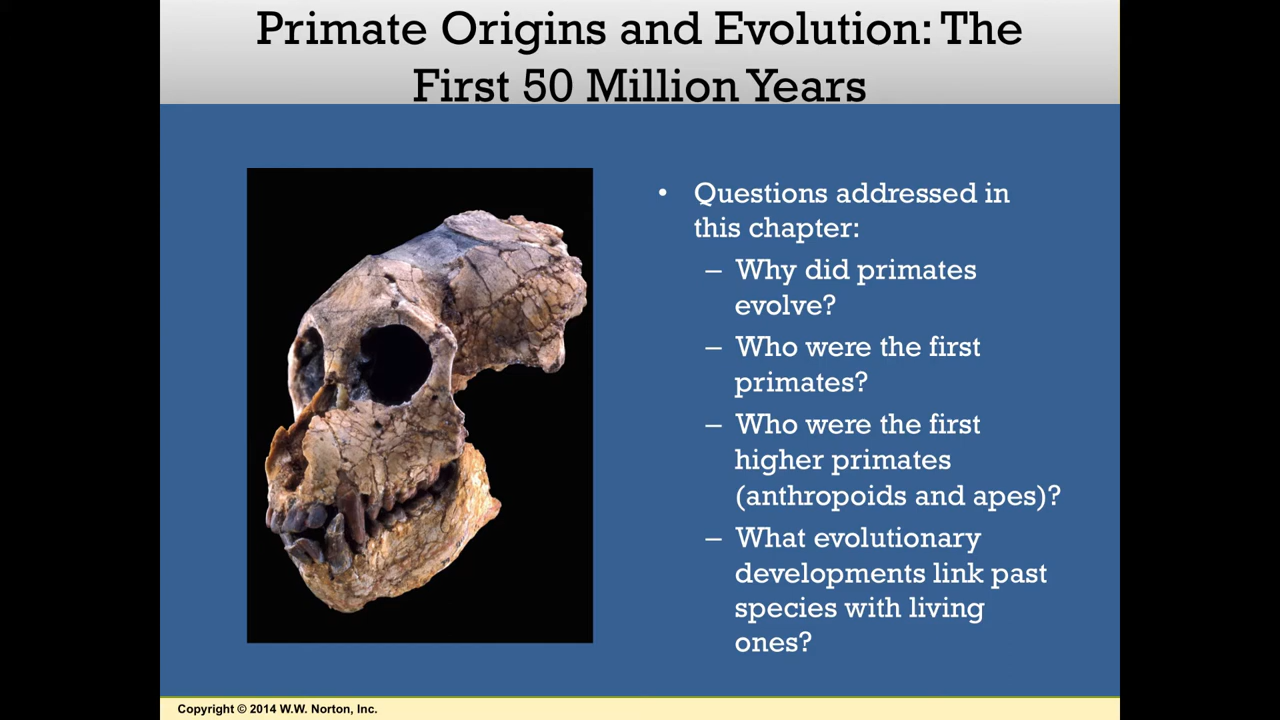 Primate Origins and Evolution: The
First 50 Million Years
• Questions addressed in
this chapter:
– Why did primates
evolve?
– Who were the first
primates?
– Who were the first
higher primates
(anthropoids and apes)?
– What evolutionary
developments link past
species with living
ones?
Copyright © 2014 W.W. Norton, Inc.